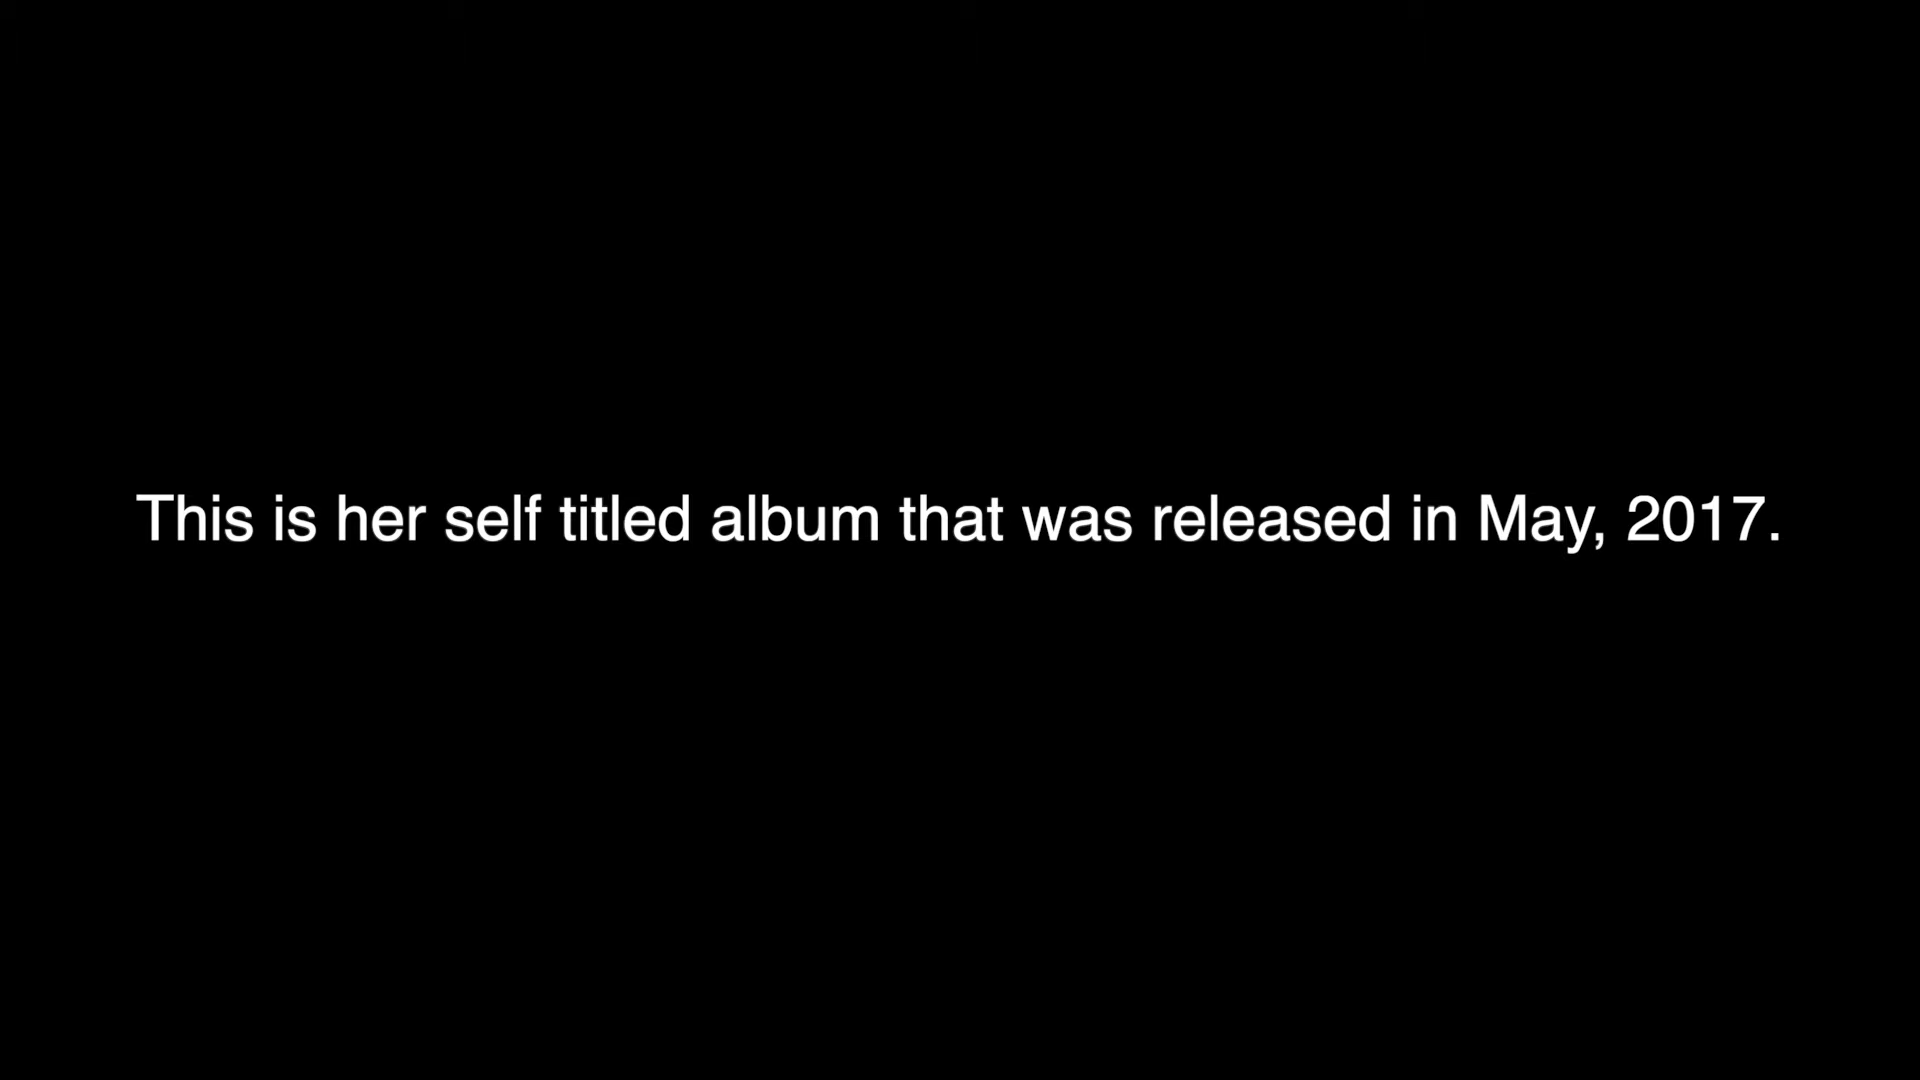 This is her self titled album that was released in May, 2017.